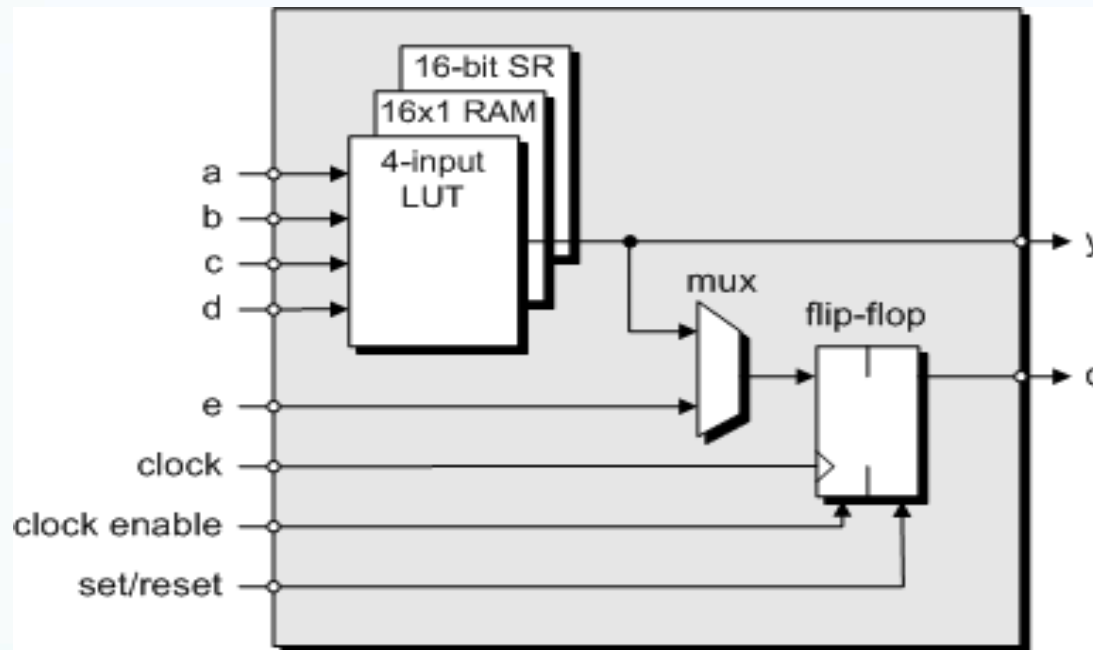 16-bit SR
16x1 RAM
4-input
LUT
a
b
c
d
y
mux
flip-flop
e
clock
clock enable
set/reset